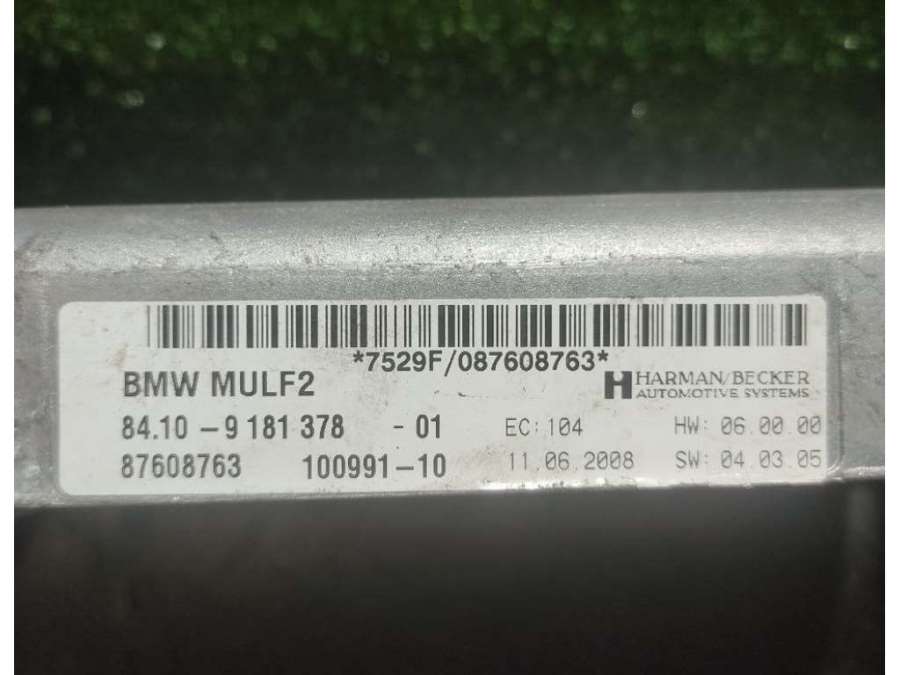 *7529F/087608763*
BMW MULF2
HARMAN/BECKER
AUTOMOTIVE SYSTEMS
84.10 - 9 181 378 - 01 EC: 104 HW: 06.00.00
87608763 100991-10 11.06.2008 SW: 04.03.05